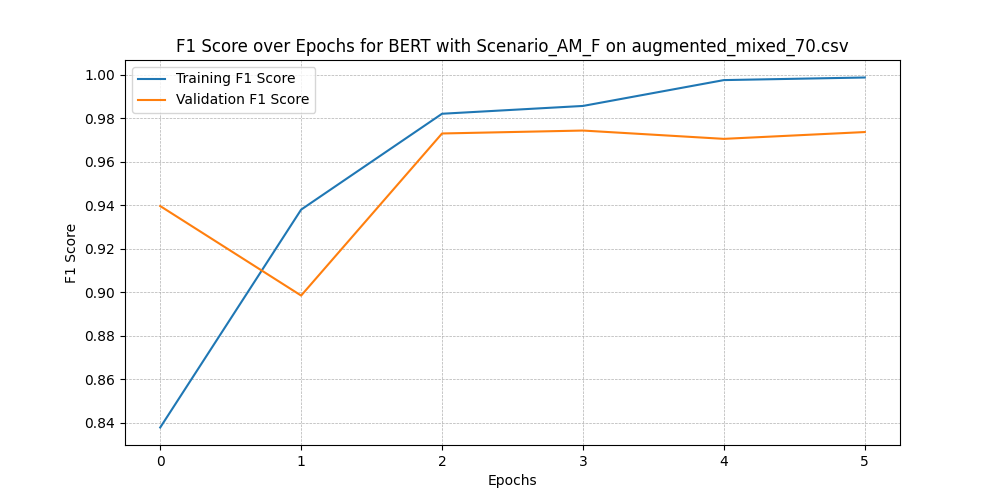 F1 Score over Epochs for BERT with Scenario_AM_F on augmented_mixed_70.csv
Training F1 Score
Validation F1 Score
F1 Score
1.00
0.98
0.96
0.94
0.92
0.90
0.88
0.86
0.84
0 1 2 3 4 5
Epochs